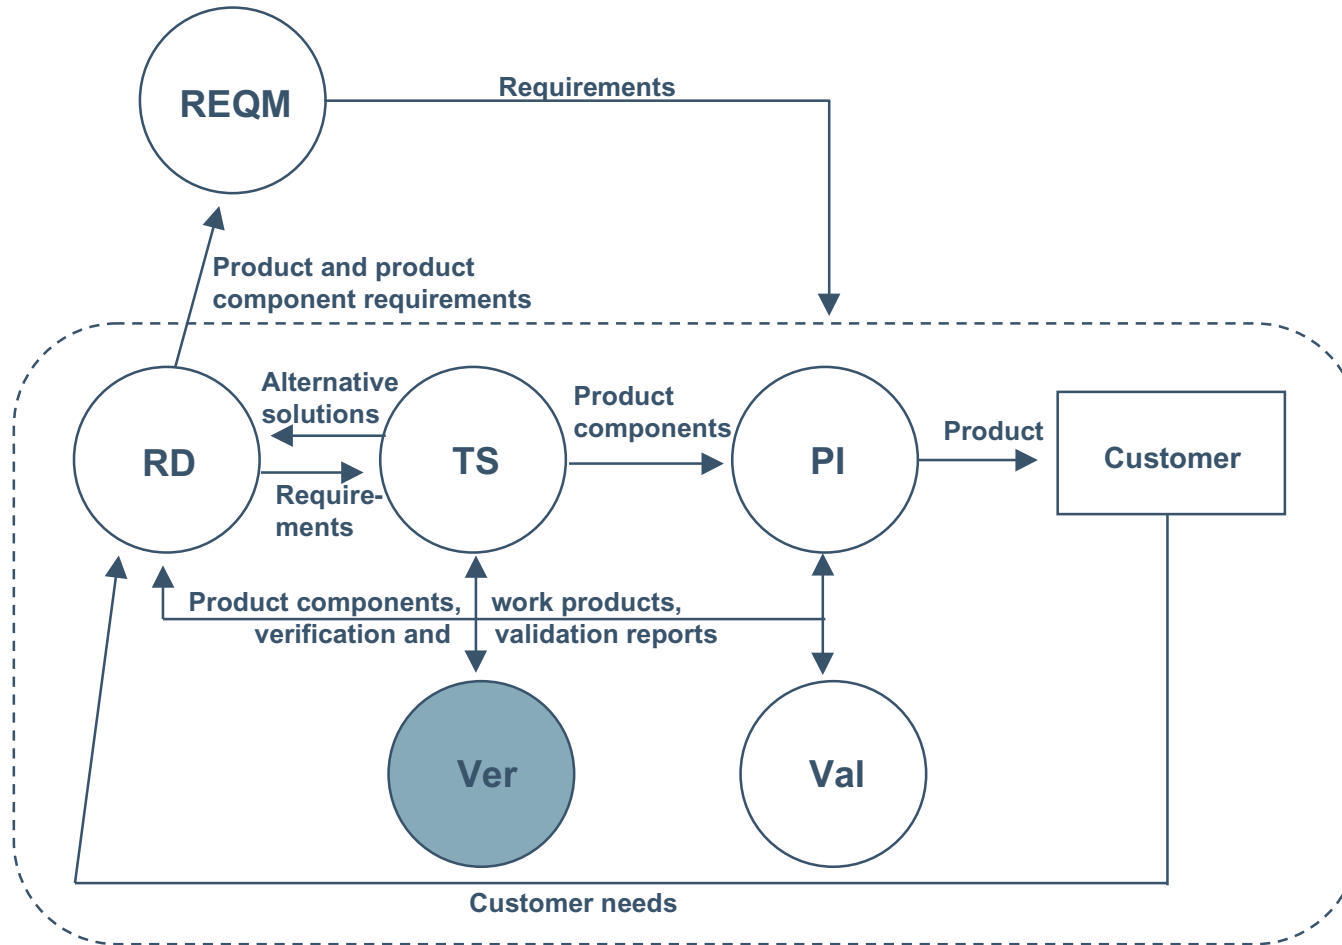 REQM
Requirements
Product and product
component requirements
RD
Alternative
solutions
Require-
ments
TS
Product
components
PI
Product
Customer
Product components, work products,
verification and validation reports
Ver
Val
Customer needs